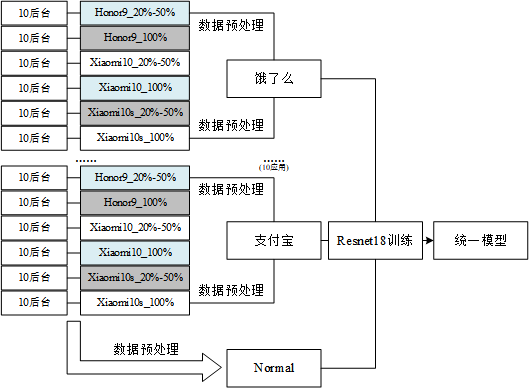 10后台 Honor9_20%-50%
数据预处理
10后台 Honor9_100%
10后台 Xiaomi10_20%-50%
饿了么
10后台 Xiaomi10_100%
10后台 Xiaomi10s_20%-50%
数据预处理
10后台 Xiaomi10s_100%
...... ......
(10应用)
10后台 Honor9_20%-50%
数据预处理
10后台 Honor9_100%
10后台 Xiaomi10_20%-50%
支付宝 Resnet18训练 统一模型
10后台 Xiaomi10_100%
10后台 Xiaomi10s_20%-50%
数据预处理
10后台 Xiaomi10s_100%
数据预处理
Normal